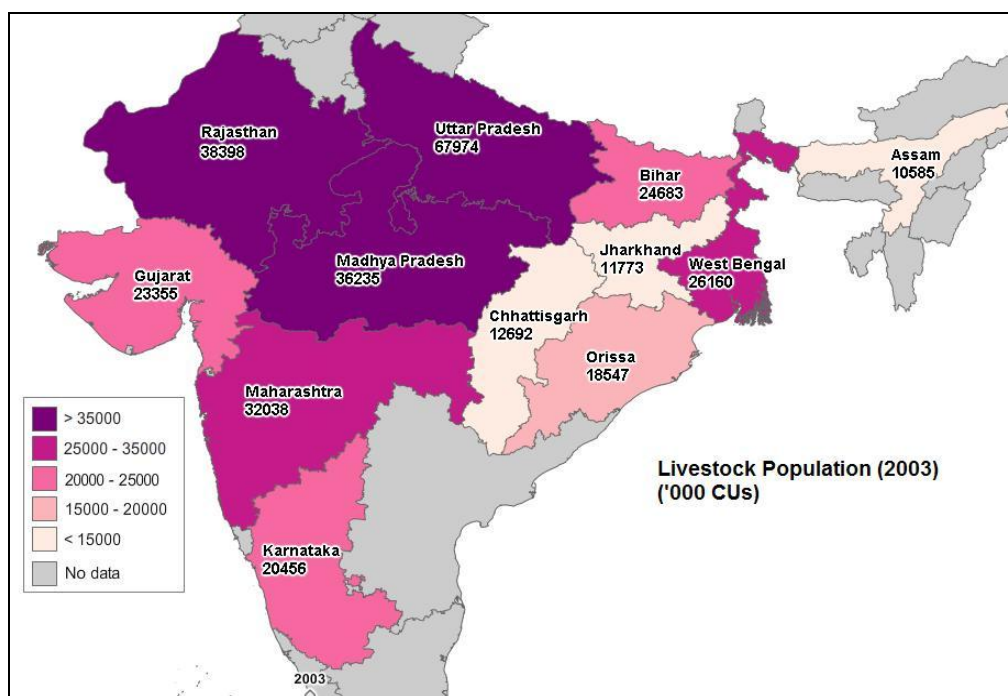 Rajasthan
38398
Uttar Pradesh
67974
Assam
10585
Bihar
24683
Jharkhand
11773
West Bengal
26160
Madhya Pradesh
36235
Gujarat
23355
Chhattisgarh
12692
Orissa
18547
Maharashtra
32038
> 35000
25000 - 35000
20000 - 25000
15000 - 20000
< 15000
No data
Livestock Population (2003)
('000 CUs)
Karnataka
20456
2003